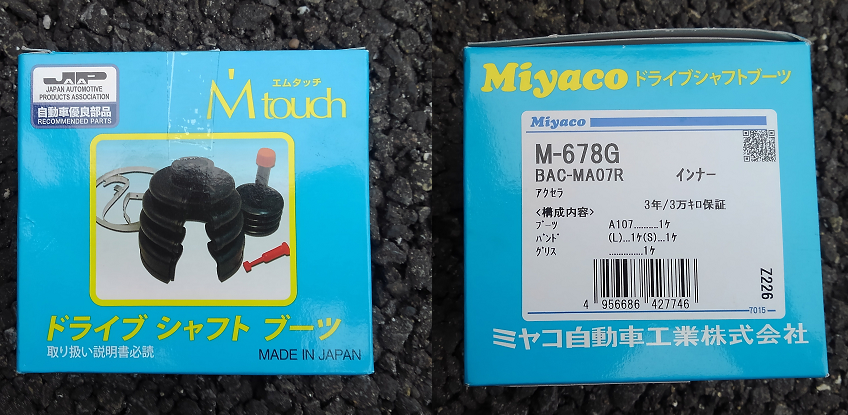 JAPA
JAPAN AUTOMOTIVE
PRODUCTS ASSOCIATION
自動車優良部品
RECOMMENDED PARTS
エムタッチ
M'touch
ドライブ シャフト ブーツ
取り扱い説明書必読
MADE IN JAPAN
Miyaco ドライブシャフトブーツ
Miyaco
M-678G
BAC-MA07R インナー
アクセラ
3年/3万キロ保証
<構成内容>
ブーツ A107.........1ケ
バンド (L)...1ケ(S)...1ケ
グリス ..............1ケ
4 956686 427746
Z226
7015
ミヤコ自動車工業株式会社